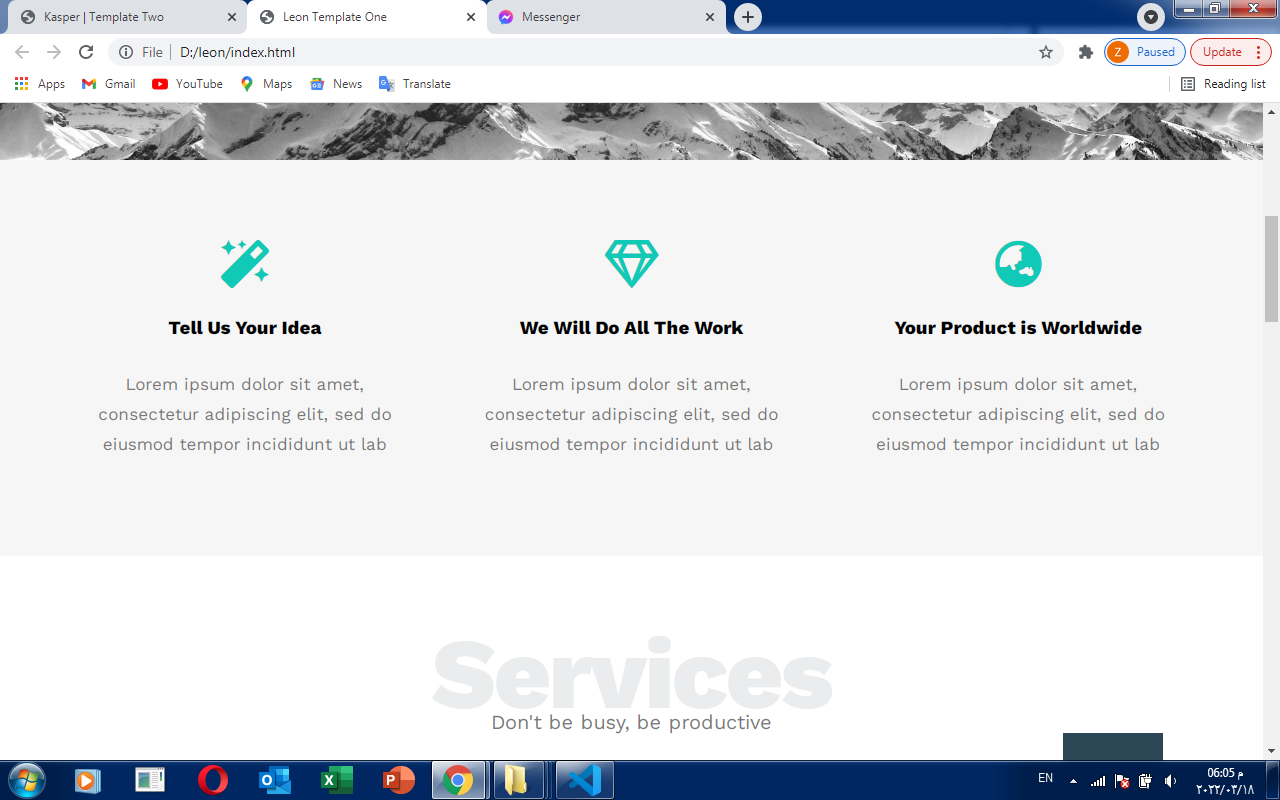 Kasper | Template Two
Leon Template One
Messenger
File
D:/leon/index.html
Z
Paused
Update
Apps
Gmail
YouTube
Maps
News
Translate
Reading list
Tell Us Your Idea
Lorem ipsum dolor sit amet,
consectetur adipiscing elit, sed do
eiusmod tempor incididunt ut lab
We Will Do All The Work
Lorem ipsum dolor sit amet,
consectetur adipiscing elit, sed do
eiusmod tempor incididunt ut lab
Your Product is Worldwide
Lorem ipsum dolor sit amet,
consectetur adipiscing elit, sed do
eiusmod tempor incididunt ut lab
Services
Don't be busy, be productive
EN
06:05 م
٢٠٢٢/٠٣/١٨